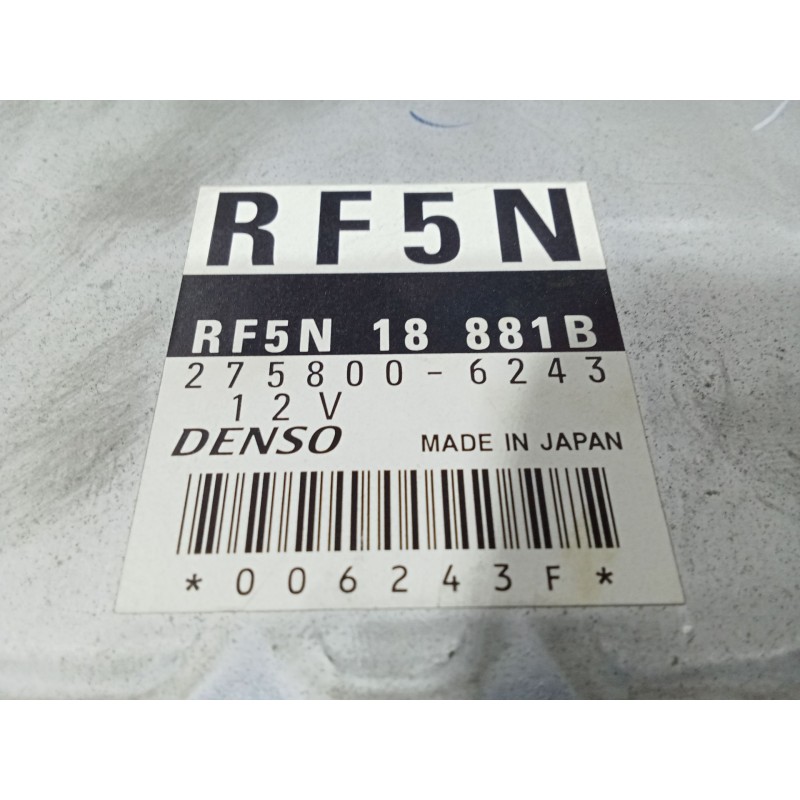 RF5N
RF5N 18 881B
275800-6243
12V
DENSO MADE IN JAPAN
*006243F*